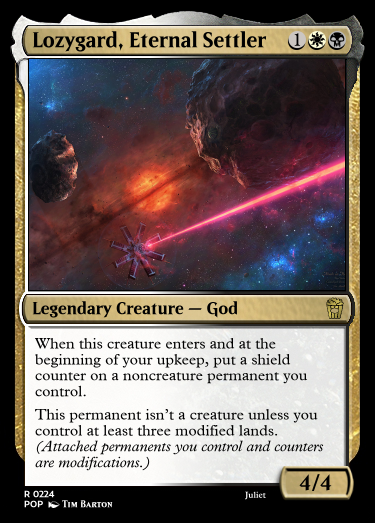 Lozygard, Eternal Settler 1
Legendary Creature — God
When this creature enters and at the
beginning of your upkeep, put a shield
counter on a noncreature permanent you
control.
This permanent isn't a creature unless you
control at least three modified lands.
(Attached permanents you control and counters
are modifications.)
4/4
R 0224
POP Tim Barton
Juliet